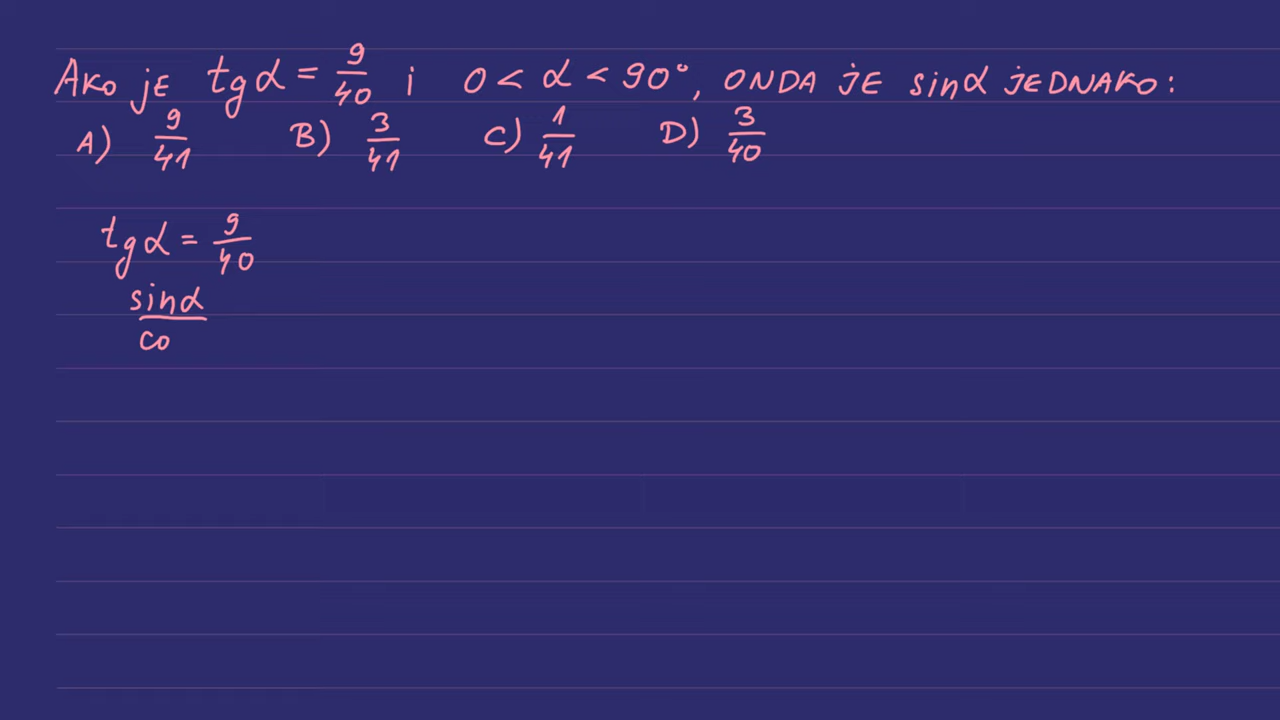 Ako je tgα = 9/40 i 0 < α < 90°, ONDA JE sinα JEDNAKO:
A) 9/41 B) 3/41 C) 1/41 D) 3/40
tgα = 9/40
sinα
co